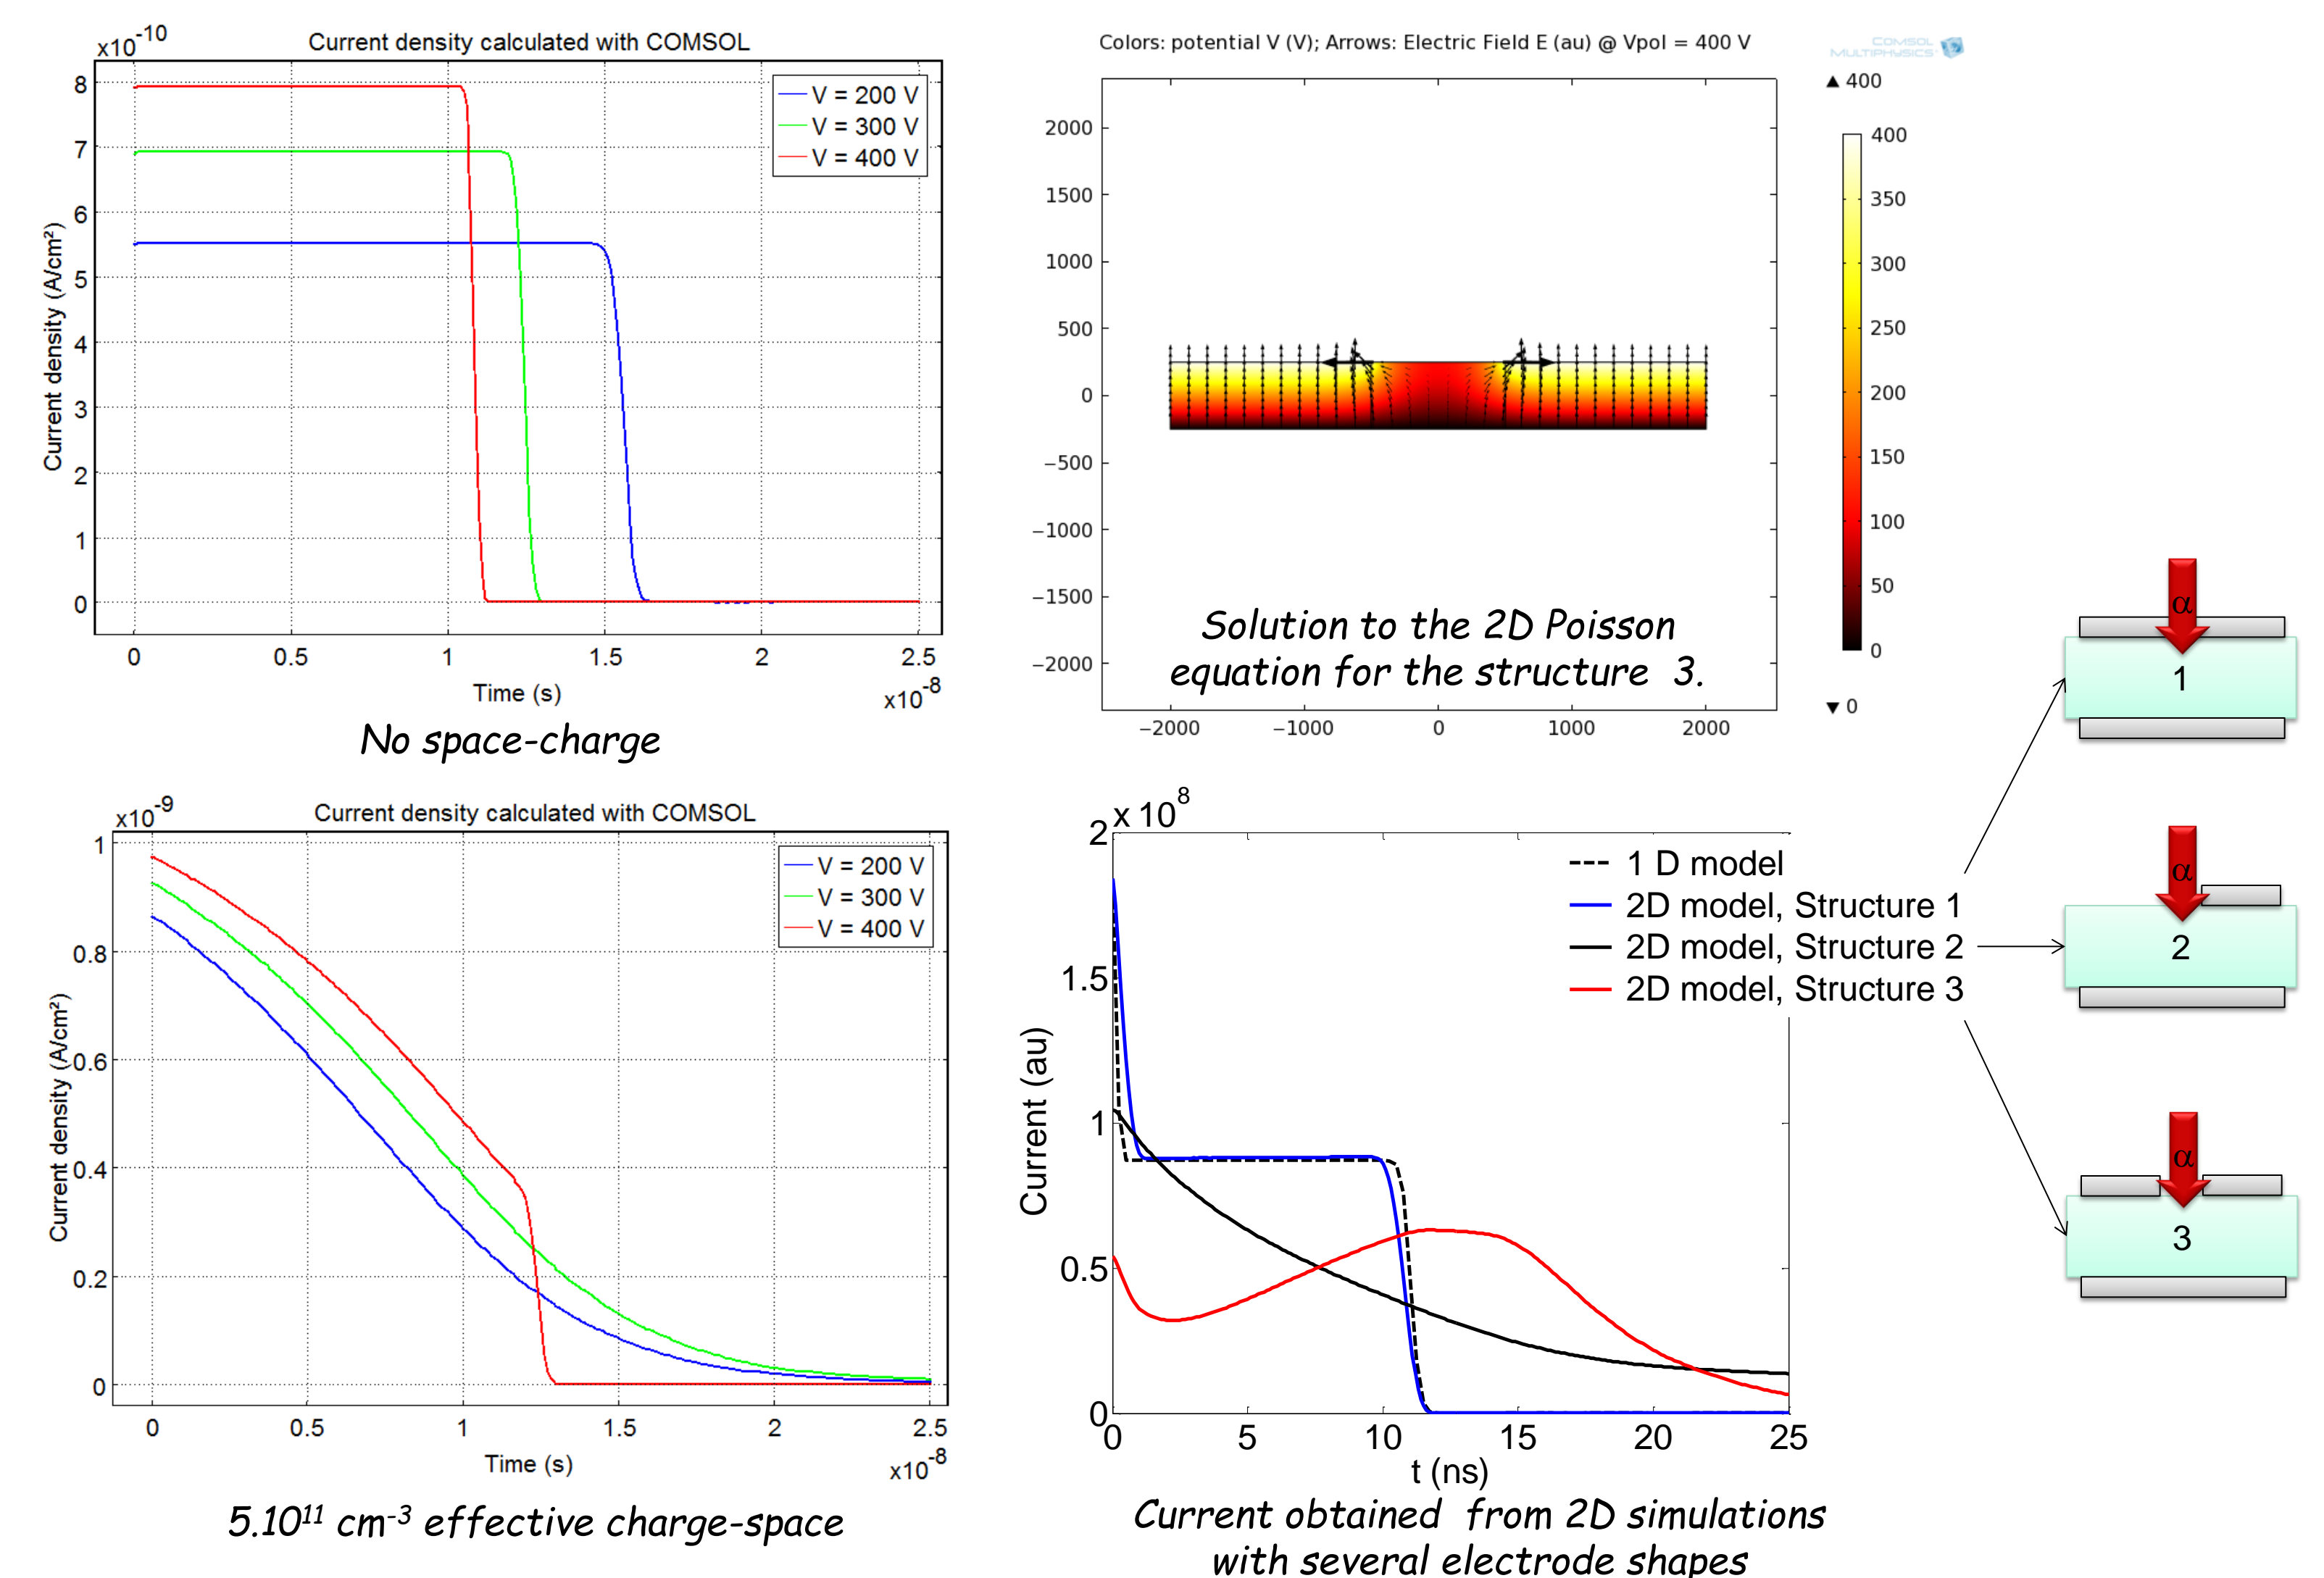 x10-10
Current density calculated with COMSOL
V = 200 V
V = 300 V
V = 400 V
8
7
6
5
4
3
2
1
0
Current density (A/cm²)
0 0.5 1 1.5 2 2.5
Time (s)
x10-8
No space-charge
Colors: potential V (V); Arrows: Electric Field E (au) @ Vpol = 400 V
COMSOL
MULTIPHYSICS
▲ 400
2000
1500
1000
500
0
−500
−1000
−1500
−2000
400
350
300
250
200
150
100
50
0
▼ 0
Solution to the 2D Poisson
equation for the structure 3.
−2000 −1000 0 1000 2000
x10-9
Current density calculated with COMSOL
V = 200 V
V = 300 V
V = 400 V
1
0.8
0.6
0.4
0.2
0
Current density (A/cm²)
0 0.5 1 1.5 2 2.5
Time (s)
x10-8
5.10¹¹ cm⁻³ effective charge-space
x 10⁸
2
1.5
1
0.5
0
Current (au)
1 D model
2D model, Structure 1
2D model, Structure 2
2D model, Structure 3
0 5 10 15 20 25
t (ns)
Current obtained from 2D simulations
with several electrode shapes
α
1
α
2
α
3